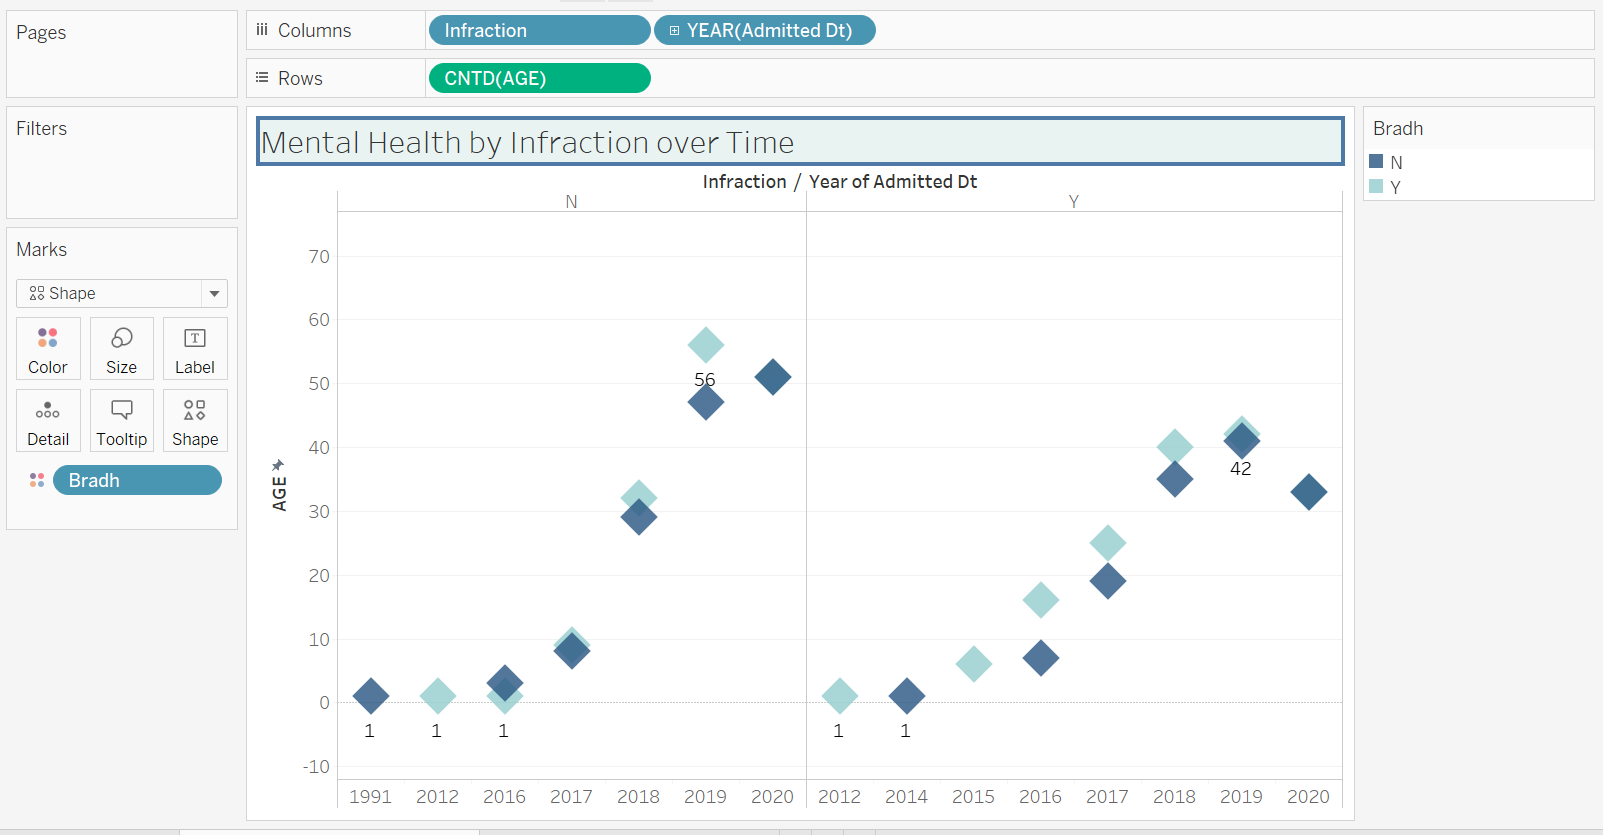 Pages
Columns
Infraction
YEAR(Admitted Dt)
Rows
CNTD(AGE)
Filters
Marks
Shape
Color
Size
Label
Detail
Tooltip
Shape
Bradh
Mental Health by Infraction over Time
Infraction / Year of Admitted Dt
N
Y
AGE
70
60
50
40
30
20
10
0
-10
56
42
1
1
1
1
1
1991 2012 2016 2017 2018 2019 2020 2012 2014 2015 2016 2017 2018 2019 2020
Bradh
N
Y